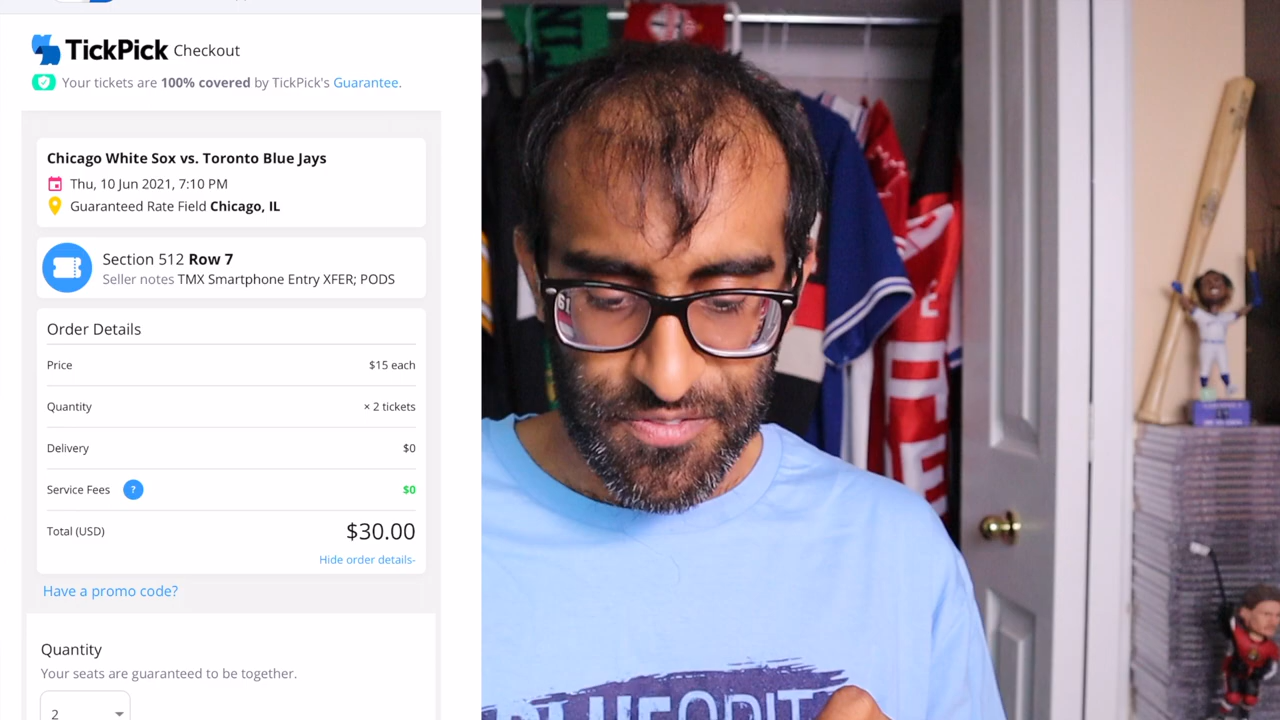 TickPick Checkout
Your tickets are 100% covered by TickPick's Guarantee.
Chicago White Sox vs. Toronto Blue Jays
Thu, 10 Jun 2021, 7:10 PM
Guaranteed Rate Field Chicago, IL
Section 512 Row 7
Seller notes TMX Smartphone Entry XFER; PODS
Order Details
Price $15 each
Quantity × 2 tickets
Delivery $0
Service Fees ? $0
Total (USD) $30.00
Hide order details-
Have a promo code?
Quantity
Your seats are guaranteed to be together.
2